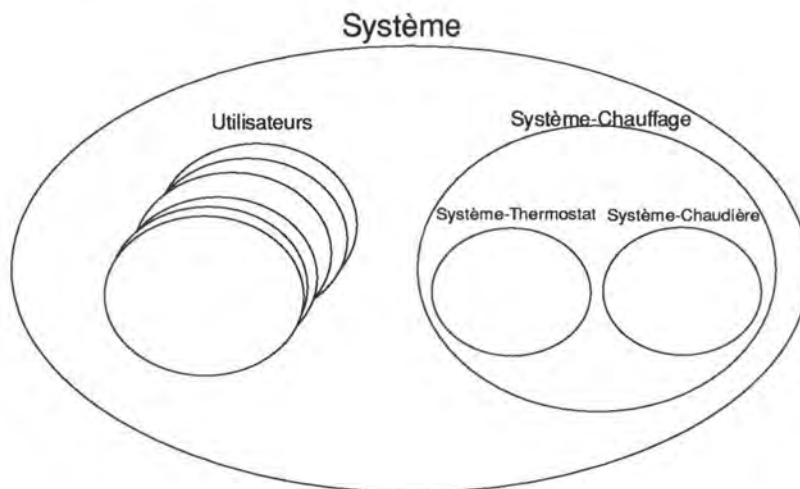 Système
Utilisateurs
Système-Chauffage
Système-Thermostat
Système-Chaudière